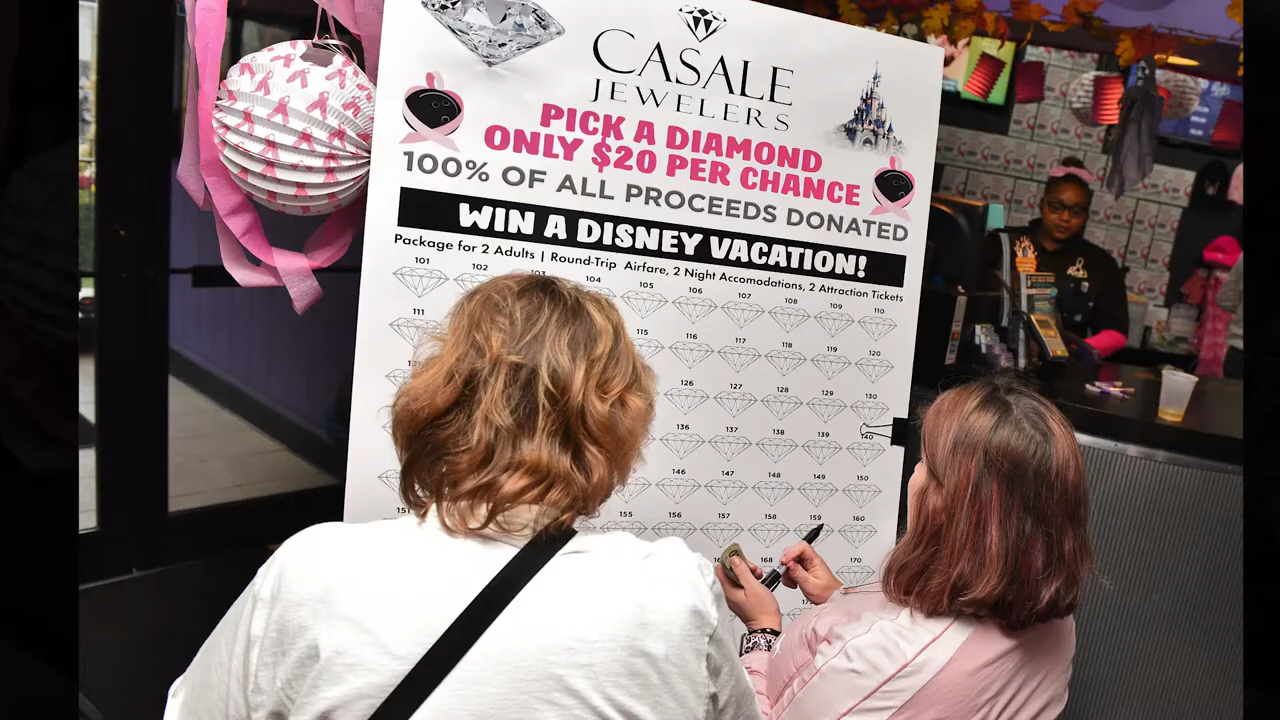 CASALE
JEWELERS
PICK A DIAMOND
ONLY $20 PER CHANCE
100% OF ALL PROCEEDS DONATED
WIN A DISNEY VACATION!
Package for 2 Adults | Round-Trip Airfare, 2 Night Accomodations, 2 Attraction Tickets
101 102 103 104 105 106 107 108 109 110
111 115 116 117 118 119 120
126 127 128 129 130
136 137 138 139 140
146 147 148 149 150
151 155 156 157 158 159 160
168 170